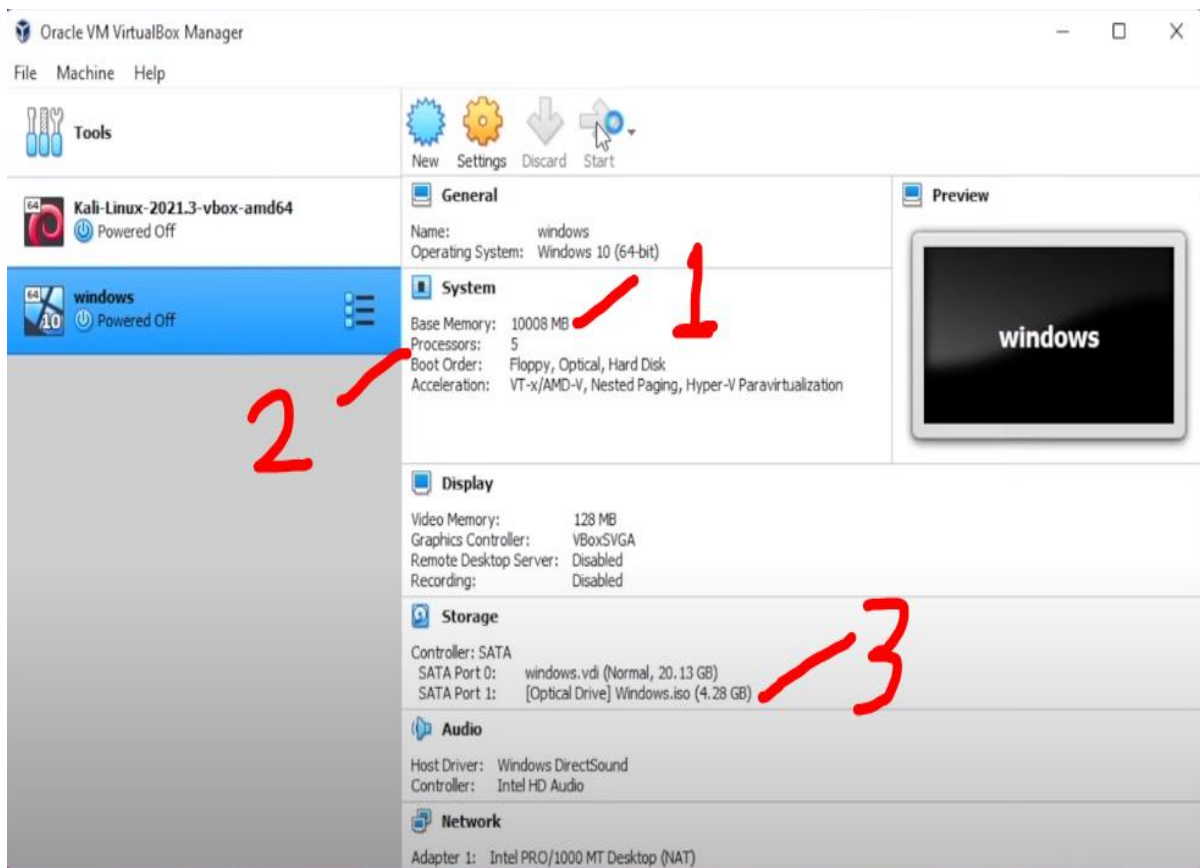 Oracle VM VirtualBox Manager
File Machine Help
Tools
New Settings Discard Start
64
Kali-Linux-2021.3-vbox-amd64
Powered Off
64
10
windows
Powered Off
General
Name: windows
Operating System: Windows 10 (64-bit)
System
Base Memory: 10008 MB
Processors: 5
Boot Order: Floppy, Optical, Hard Disk
Acceleration: VT-x/AMD-V, Nested Paging, Hyper-V Paravirtualization
1
2
Preview
windows
Display
Video Memory: 128 MB
Graphics Controller: VBoxSVGA
Remote Desktop Server: Disabled
Recording: Disabled
Storage
Controller: SATA
SATA Port 0: windows.vdi (Normal, 20.13 GB)
SATA Port 1: [Optical Drive] Windows.iso (4.28 GB)
3
Audio
Host Driver: Windows DirectSound
Controller: Intel HD Audio
Network
Adapter 1: Intel PRO/1000 MT Desktop (NAT)